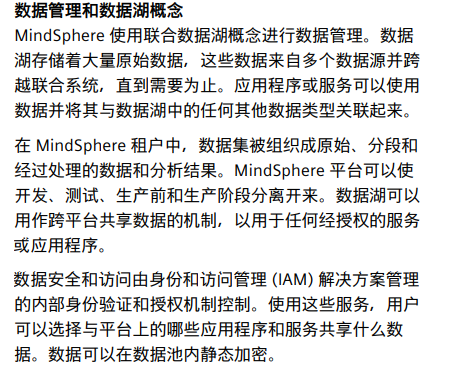 数据管理和数据湖概念
MindSphere 使用联合数据湖概念进行数据管理。数据
湖存储着大量原始数据，这些数据来自多个数据源并跨
越联合系统，直到需要为止。应用程序或服务可以使用
数据并将其与数据湖中的任何其他数据类型关联起来。
在 MindSphere 租户中，数据集被组织成原始、分段和
经过处理的数据和分析结果。MindSphere 平台可以使
开发、测试、生产前和生产阶段分离开来。数据湖可以
用作跨平台共享数据的机制，以用于任何经授权的服务
或应用程序。
数据安全和访问由身份和访问管理 (IAM) 解决方案管理
的内部身份验证和授权机制控制。使用这些服务，用户
可以选择与平台上的哪些应用程序和服务共享什么数
据。数据可以在数据池内静态加密。